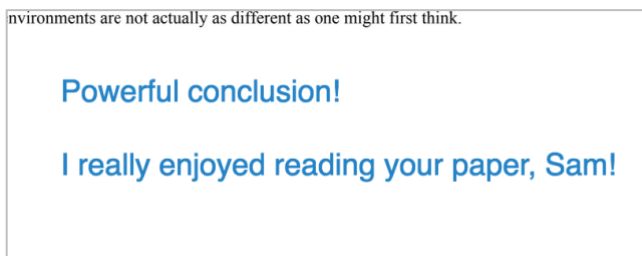 nvironments are not actually as different as one might first think.
Powerful conclusion!
I really enjoyed reading your paper, Sam!